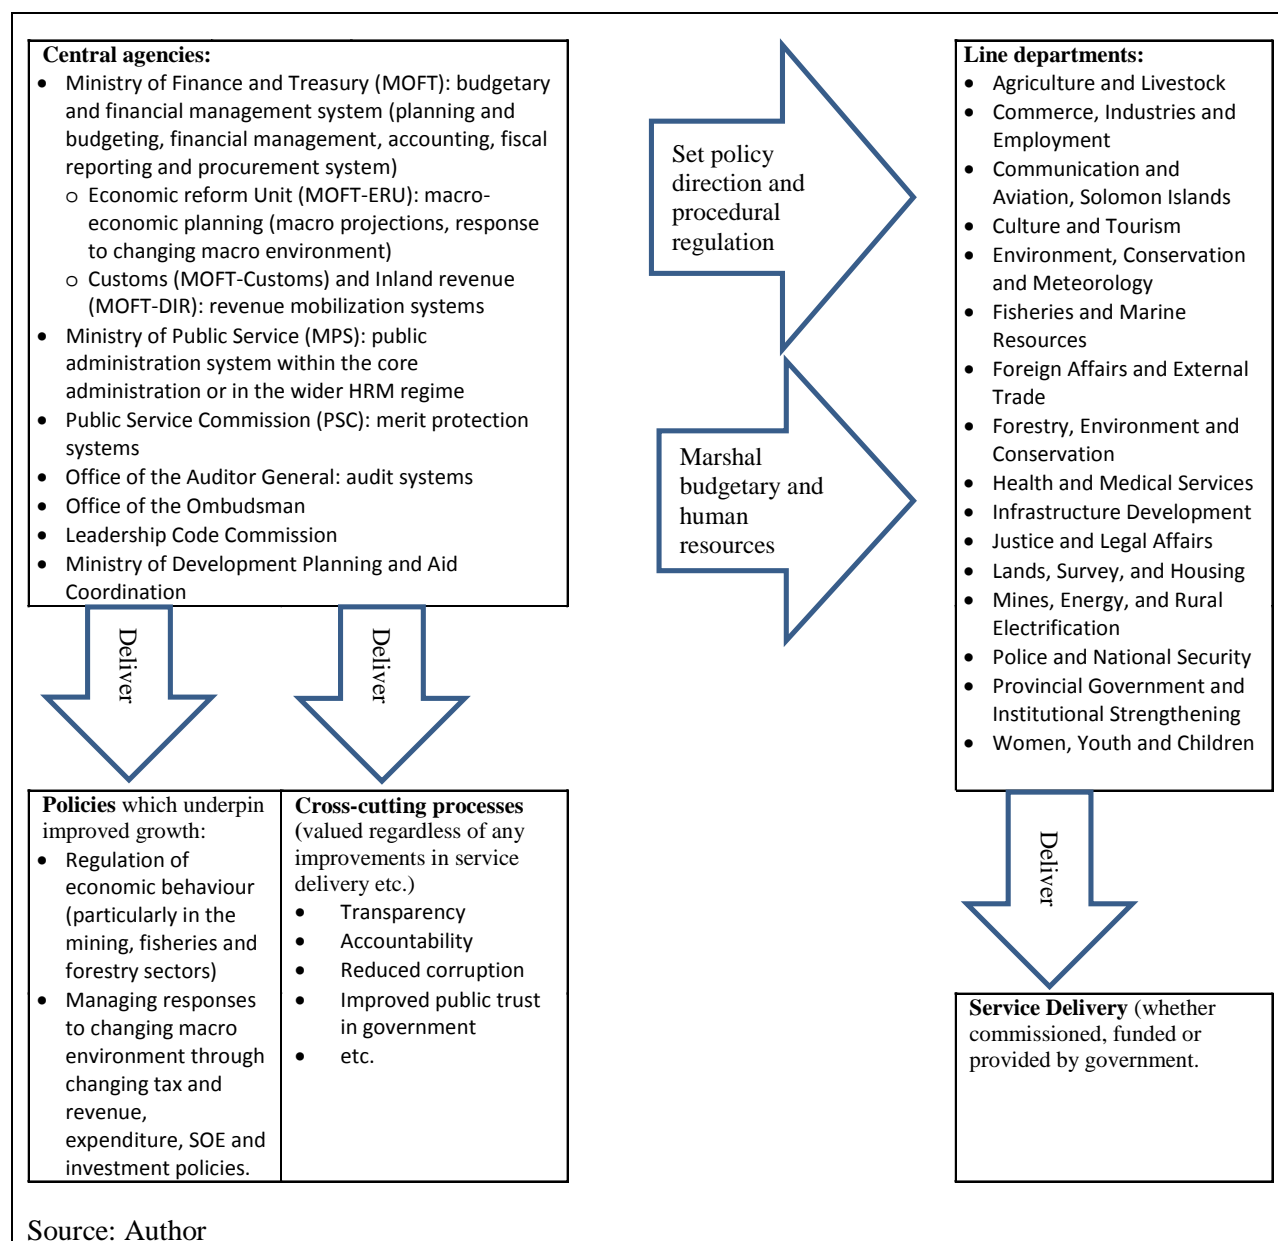 Central agencies:
• Ministry of Finance and Treasury (MOFT): budgetary
and financial management system (planning and
budgeting, financial management, accounting, fiscal
reporting and procurement system)
o Economic reform Unit (MOFT-ERU): macro-
economic planning (macro projections, response
to changing macro environment)
o Customs (MOFT-Customs) and Inland revenue
(MOFT-DIR): revenue mobilization systems
• Ministry of Public Service (MPS): public
administration system within the core
administration or in the wider HRM regime
• Public Service Commission (PSC): merit protection
systems
• Office of the Auditor General: audit systems
• Office of the Ombudsman
• Leadership Code Commission
• Ministry of Development Planning and Aid
Coordination
Set policy
direction and
procedural
regulation
Marshal
budgetary and
human
resources
Line departments:
• Agriculture and Livestock
• Commerce, Industries and
Employment
• Communication and
Aviation, Solomon Islands
• Culture and Tourism
• Environment, Conservation
and Meteorology
• Fisheries and Marine
Resources
• Foreign Affairs and External
Trade
• Forestry, Environment and
Conservation
• Health and Medical Services
• Infrastructure Development
• Justice and Legal Affairs
• Lands, Survey, and Housing
• Mines, Energy, and Rural
Electrification
• Police and National Security
• Provincial Government and
Institutional Strengthening
• Women, Youth and Children
Deliver
Deliver
Deliver
Policies which underpin
improved growth:
• Regulation of
economic behaviour
(particularly in the
mining, fisheries and
forestry sectors)
• Managing responses
to changing macro
environment through
changing tax and
revenue,
expenditure, SOE and
investment policies.
Cross-cutting processes
(valued regardless of any
improvements in service
delivery etc.)
• Transparency
• Accountability
• Reduced corruption
• Improved public trust
in government
• etc.
Service Delivery (whether
commissioned, funded or
provided by government.
Source: Author